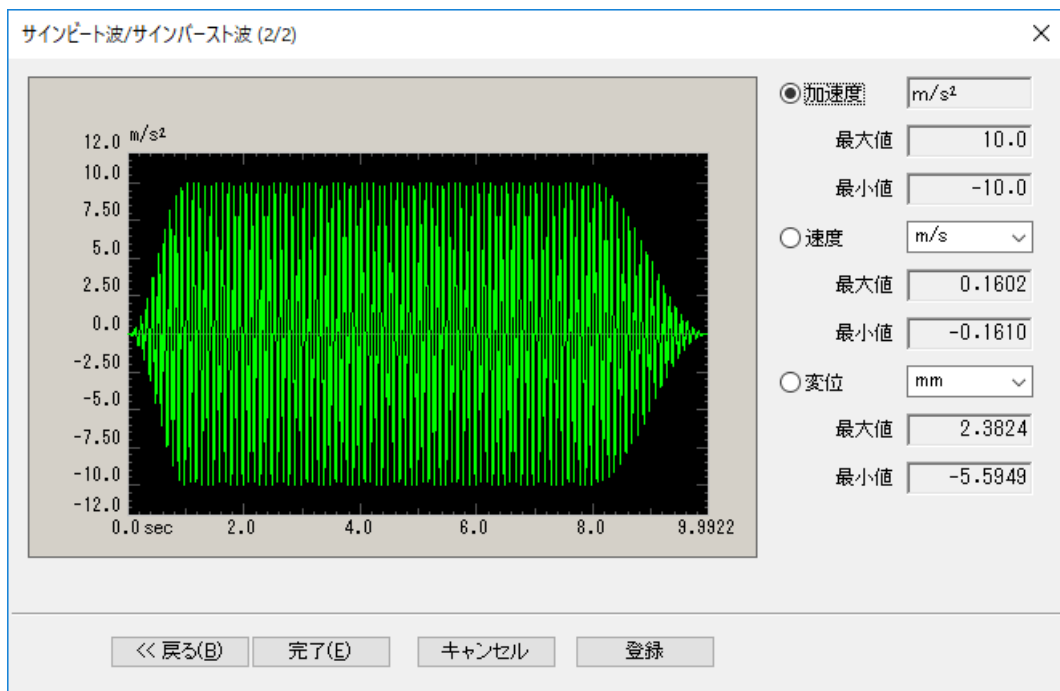 サインビート波/サインバースト波 (2/2)
m/s²
12.0
10.0
7.50
5.0
2.50
0.0
-2.50
-5.0
-7.50
-10.0
-12.0
0.0 sec 2.0 4.0 6.0 8.0 9.9922
加速度 m/s²
最大値 10.0
最小値 -10.0
速度 m/s
最大値 0.1602
最小値 -0.1610
変位 mm
最大値 2.3824
最小値 -5.5949
<< 戻る(B) 完了(E) キャンセル 登録